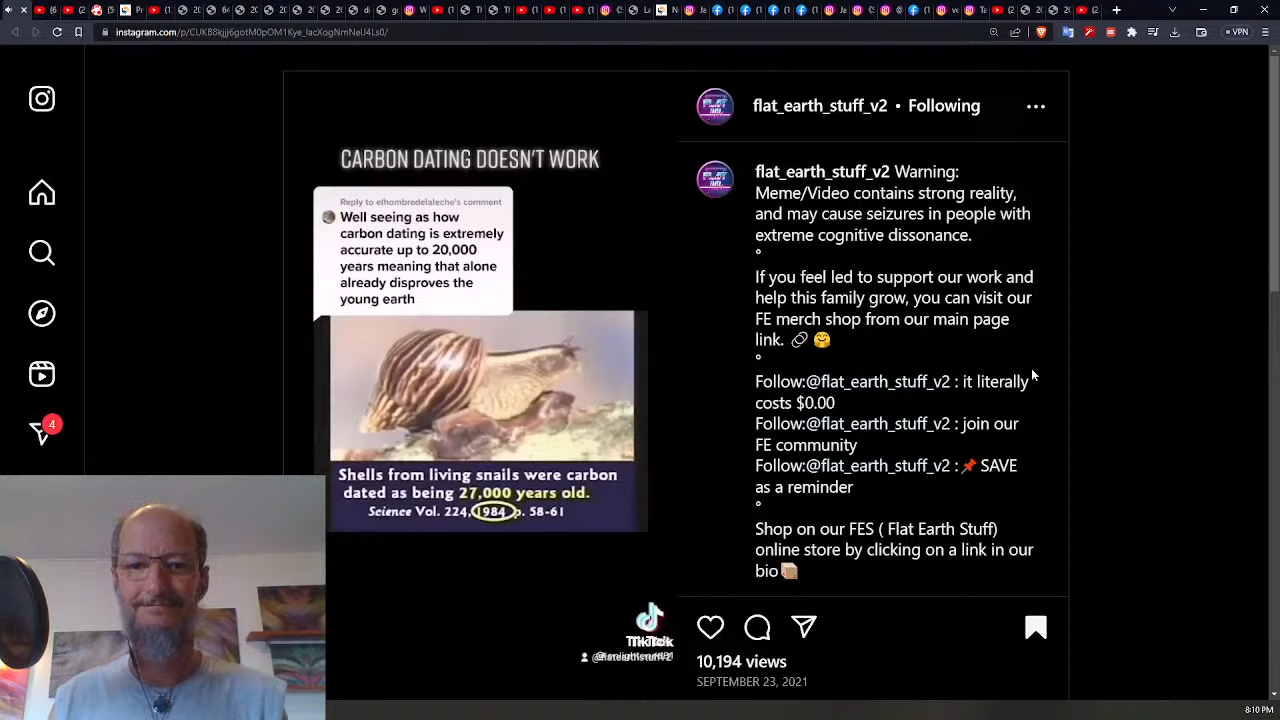 instagram.com/p/CUKB8kjjj6gotM0pOM1Kye_lacXogNmNelJ4Ls0/
VPN
flat_earth_stuff_v2 • Following
CARBON DATING DOESN'T WORK
Reply to elhombredelaleche's comment
Well seeing as how
carbon dating is extremely
accurate up to 20,000
years meaning that alone
already disproves the
young earth
Shells from living snails were carbon
dated as being 27,000 years old.
Science Vol. 224, 1984, p. 58-61
TikTok
flat_earth_stuff_v2 Warning:
Meme/Video contains strong reality,
and may cause seizures in people with
extreme cognitive dissonance.
If you feel led to support our work and
help this family grow, you can visit our
FE merch shop from our main page
link. 🔗 🤗
Follow:@flat_earth_stuff_v2 : it literally
costs $0.00
Follow:@flat_earth_stuff_v2 : join our
FE community
Follow:@flat_earth_stuff_v2 :📌 SAVE
as a reminder
Shop on our FES ( Flat Earth Stuff)
online store by clicking on a link in our
bio📦
10,194 views
SEPTEMBER 23, 2021
4
8:10 PM